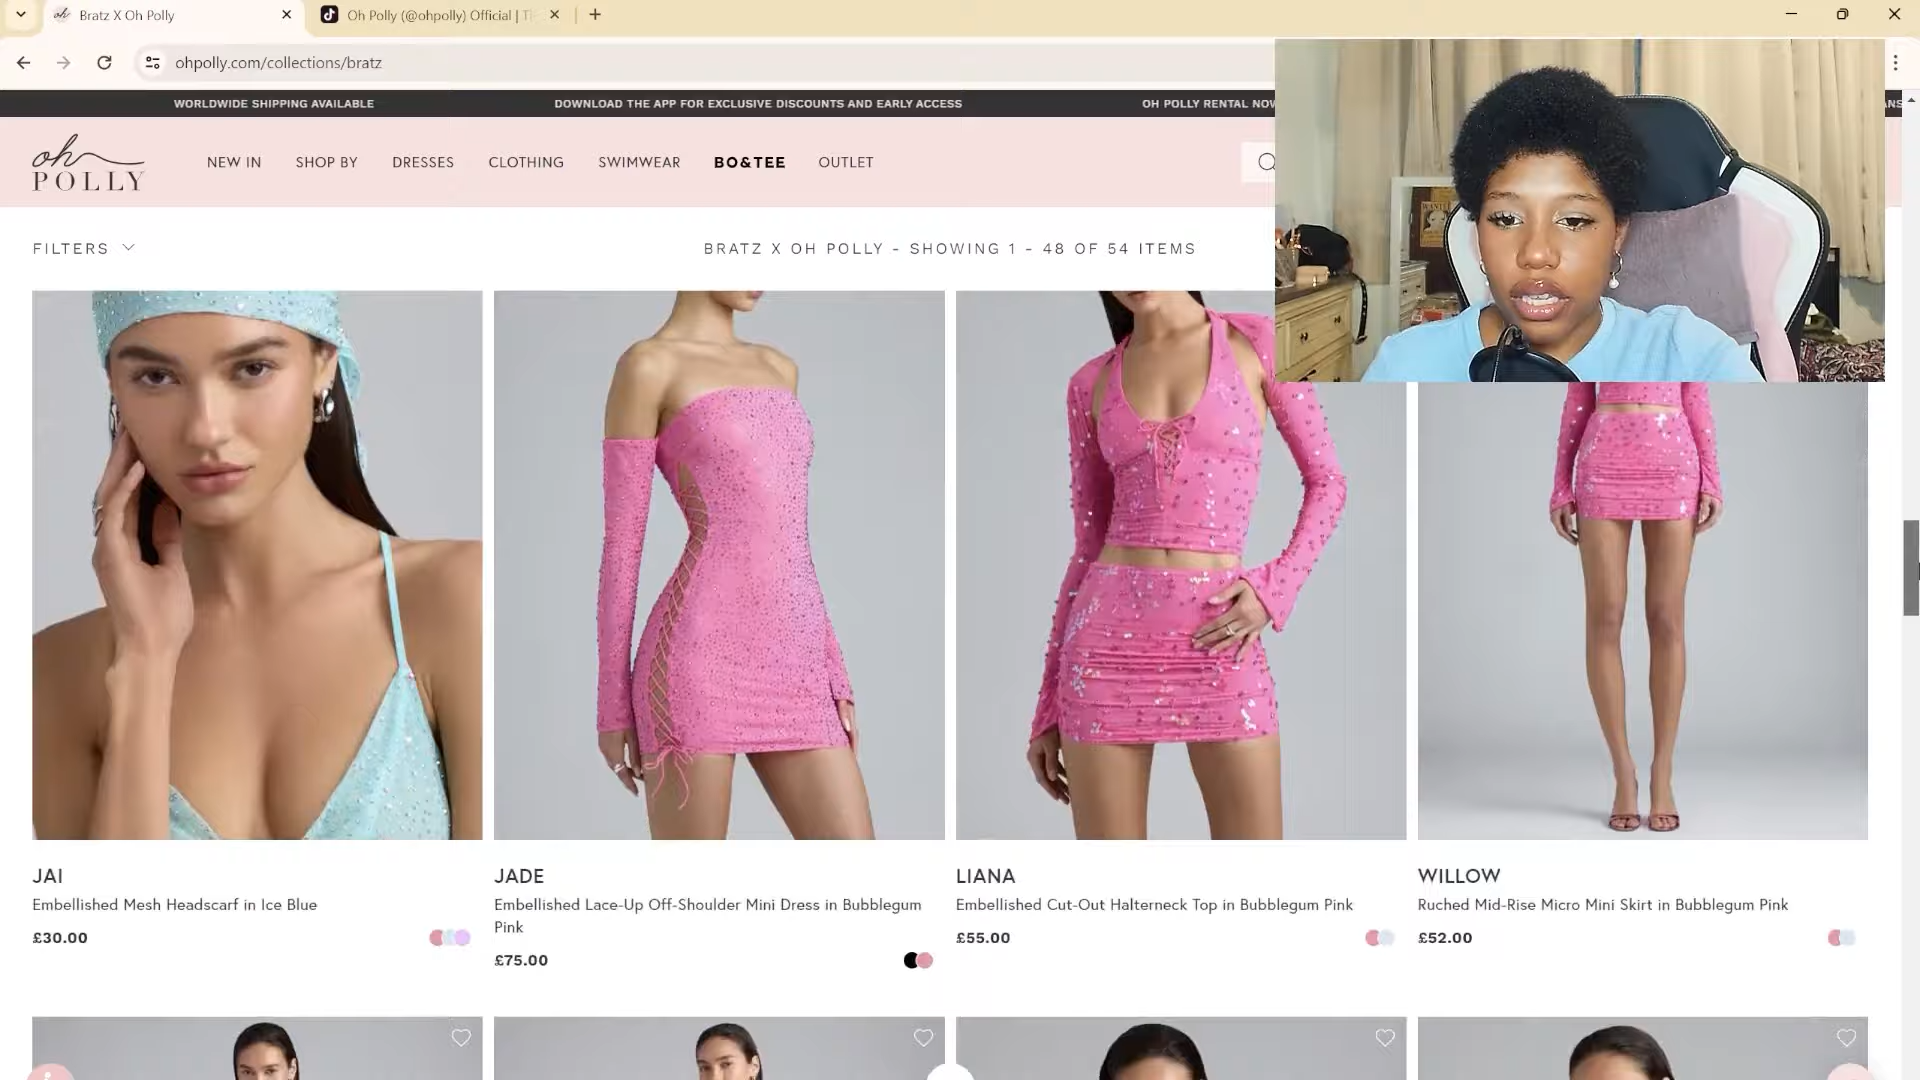 Bratz X Oh Polly
Oh Polly (@ohpolly) Official |
ohpolly.com/collections/bratz
WORLDWIDE SHIPPING AVAILABLE
DOWNLOAD THE APP FOR EXCLUSIVE DISCOUNTS AND EARLY ACCESS
OH POLLY RENTAL NOW
oh
POLLY
NEW IN
SHOP BY
DRESSES
CLOTHING
SWIMWEAR
BO&TEE
OUTLET
WANTED
FILTERS
BRATZ X OH POLLY - SHOWING 1 - 48 OF 54 ITEMS
JAI
Embellished Mesh Headscarf in Ice Blue
£30.00
JADE
Embellished Lace-Up Off-Shoulder Mini Dress in Bubblegum
Pink
£75.00
LIANA
Embellished Cut-Out Halterneck Top in Bubblegum Pink
£55.00
WILLOW
Ruched Mid-Rise Micro Mini Skirt in Bubblegum Pink
£52.00